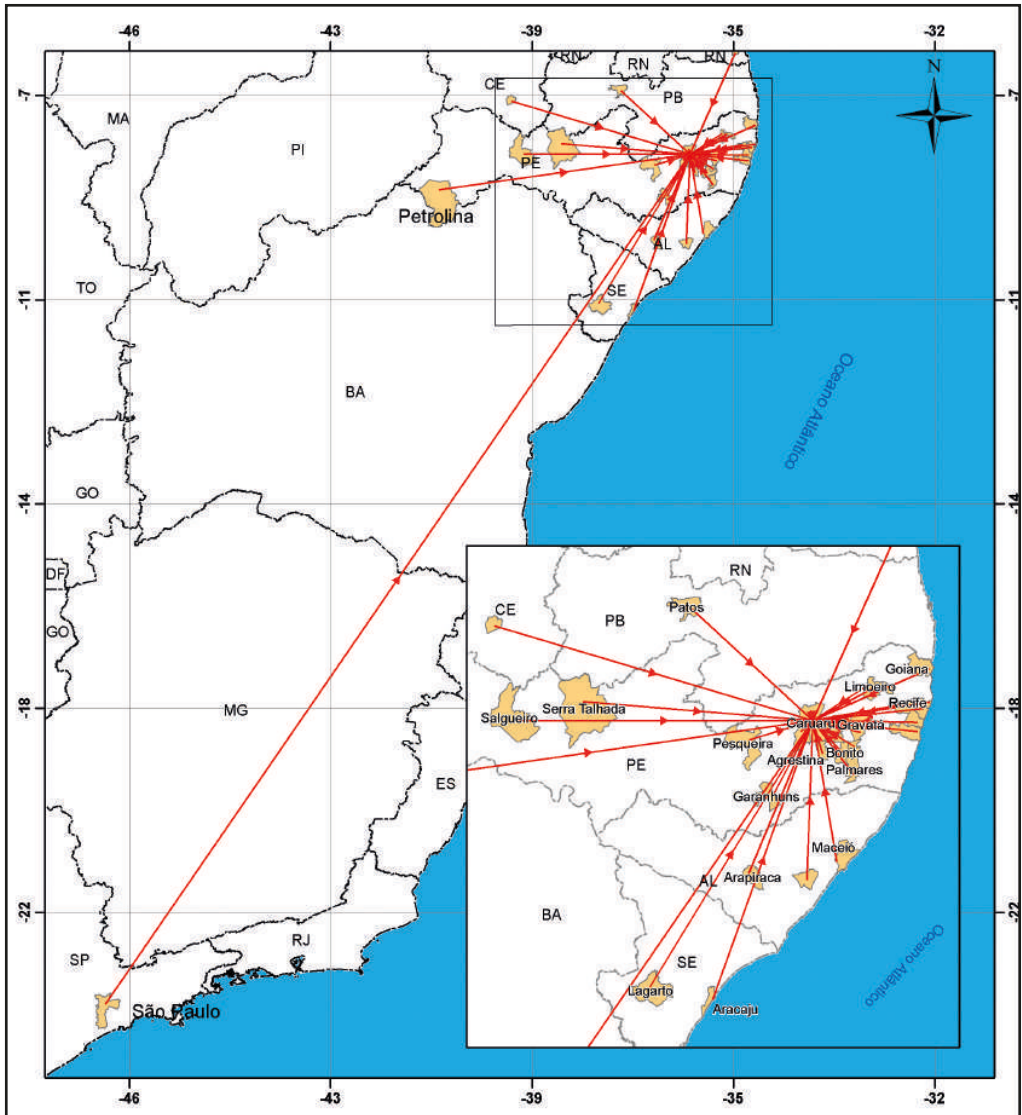 -46 -43 -39 -35 -32
N
RN RN RN
CE
-7 -7
MA
PB
PI
PE
Petrolina
AL
TO
SE
-11 -11
BA
Oceano Atlântico
GO
-14 -14
DF
RN
CE
Patos
GO
PB
Goiana
Limoeiro
Recife
-18 -18
MG
Serra Talhada
Salgueiro
Caruaru
Gravatá
Pesqueira
Bonito
PE
Agrestina
Palmares
ES
Garanhuns
Maceió
AL
Arapiraca
-22 -22
BA
RJ
SP
SE
Oceano Atlântico
Lagarto
São Paulo
Aracaju
-46 -43 -39 -35 -32